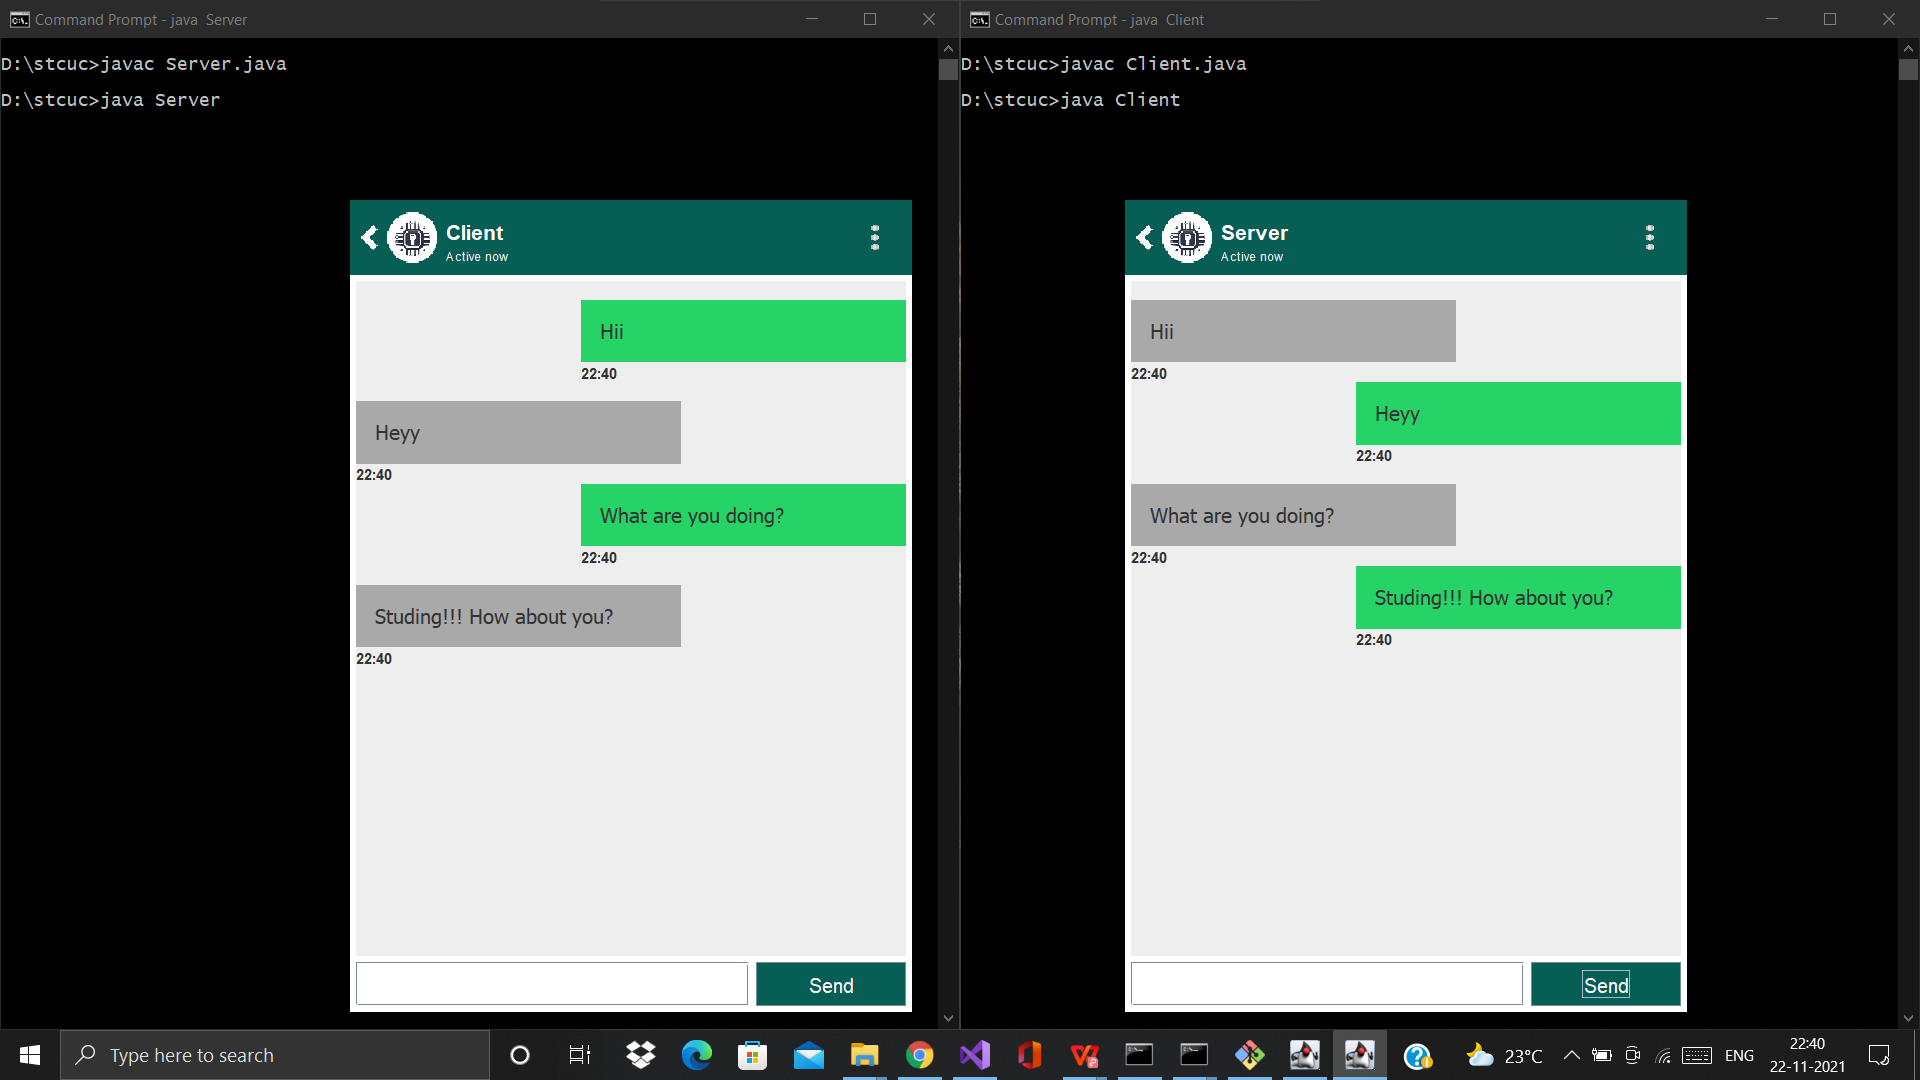 Command Prompt - java  Server
D:\stcuc>javac Server.java
D:\stcuc>java Server
Client
Active now
Hii
22:40
Heyy
22:40
What are you doing?
22:40
Studing!!! How about you?
22:40
Send
Command Prompt - java  Client
D:\stcuc>javac Client.java
D:\stcuc>java Client
Server
Active now
Hii
22:40
Heyy
22:40
What are you doing?
22:40
Studing!!! How about you?
22:40
Send
Type here to search
23°C
ENG
22:40
22-11-2021